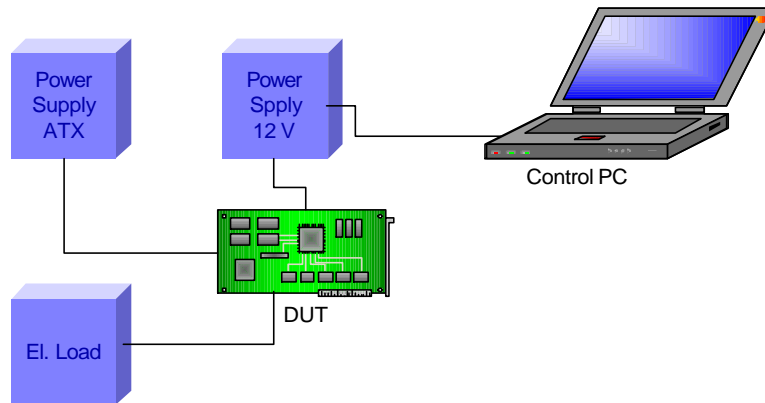 Power
Supply
ATX
Power
Spply
12 V
Control PC
DUT
El. Load